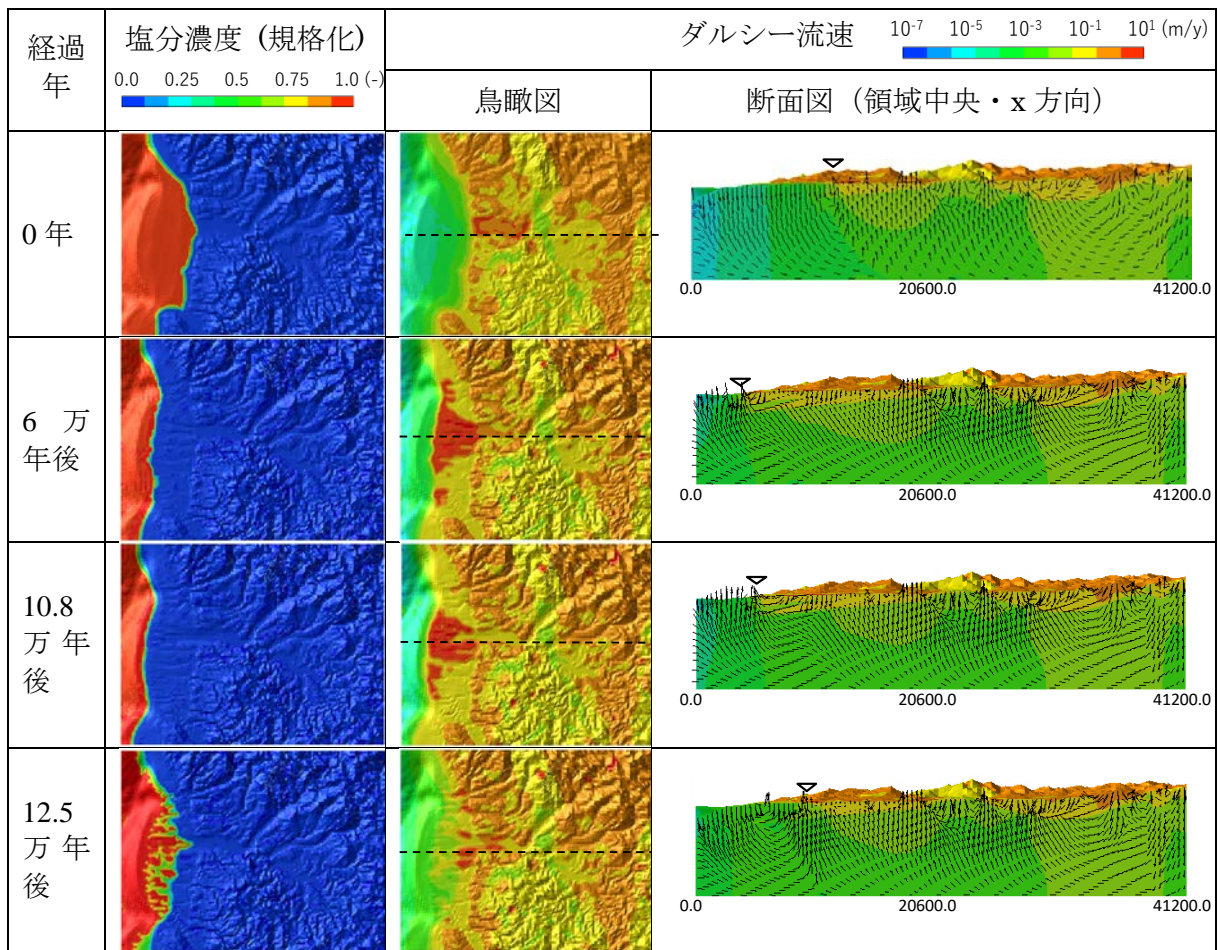 経過
年
塩分濃度 (規格化)
0.0 0.25 0.5 0.75 1.0 (-)
ダルシー流速
10⁻⁷ 10⁻⁵ 10⁻³ 10⁻¹ 10¹ (m/y)
鳥瞰図
断面図（領域中央・x 方向）
0 年
0.0 20600.0 41200.0
6 万
年後
0.0 20600.0 41200.0
10.8
万 年
後
0.0 20600.0 41200.0
12.5
万 年
後
0.0 20600.0 41200.0